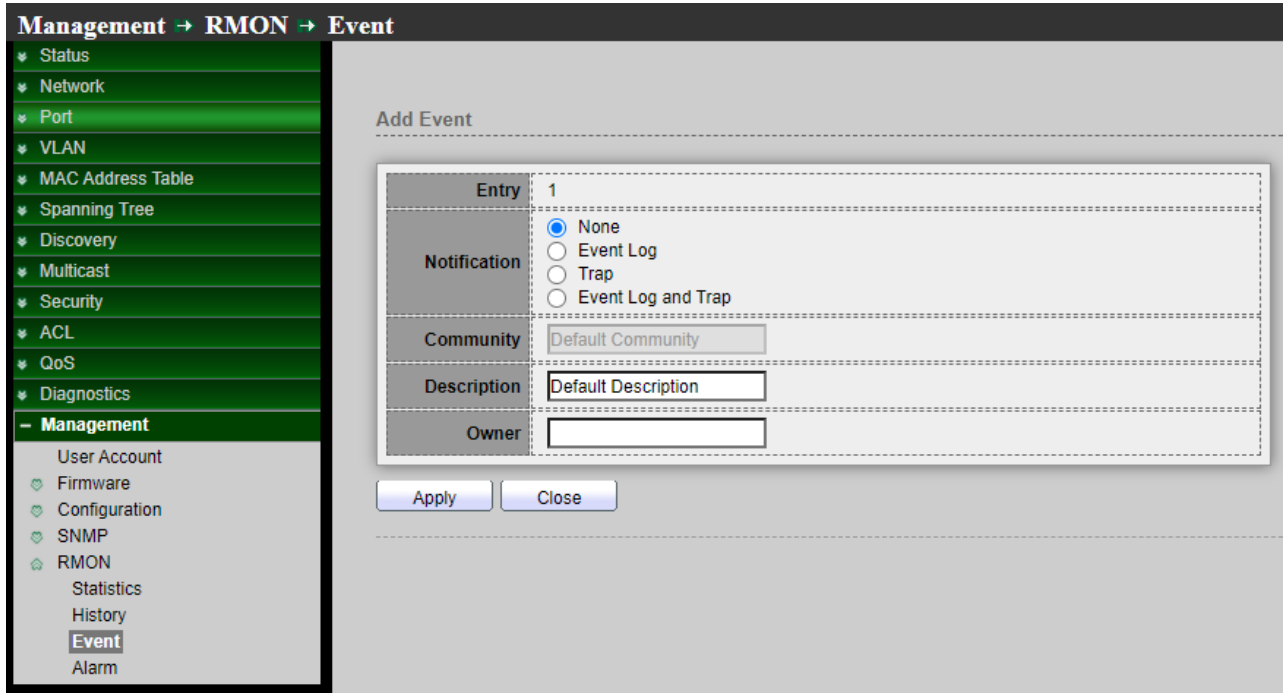 Management → RMON → Event
Status
Network
Port
VLAN
MAC Address Table
Spanning Tree
Discovery
Multicast
Security
ACL
QoS
Diagnostics
Management
User Account
Firmware
Configuration
SNMP
RMON
Statistics
History
Event
Alarm
Add Event
Entry 1
Notification
None
Event Log
Trap
Event Log and Trap
Community Default Community
Description Default Description
Owner
Apply Close